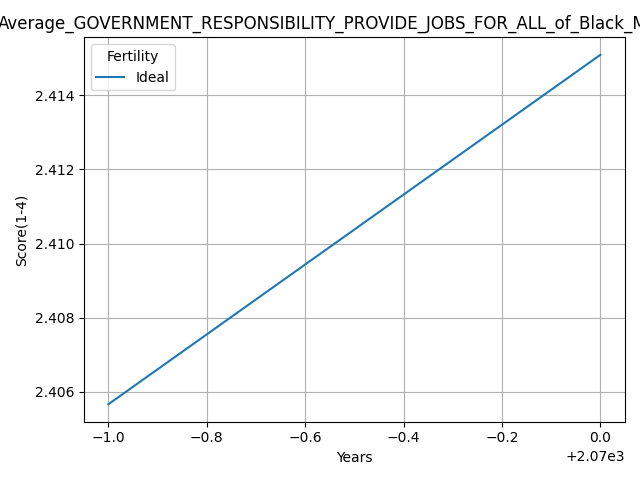 Average_GOVERNMENT_RESPONSIBILITY_PROVIDE_JOBS_FOR_ALL_of_Black_M
Fertility
Ideal
2.414
2.412
2.410
2.408
2.406
Score(1-4)
−1.0 −0.8 −0.6 −0.4 −0.2 0.0
Years
+2.07e3